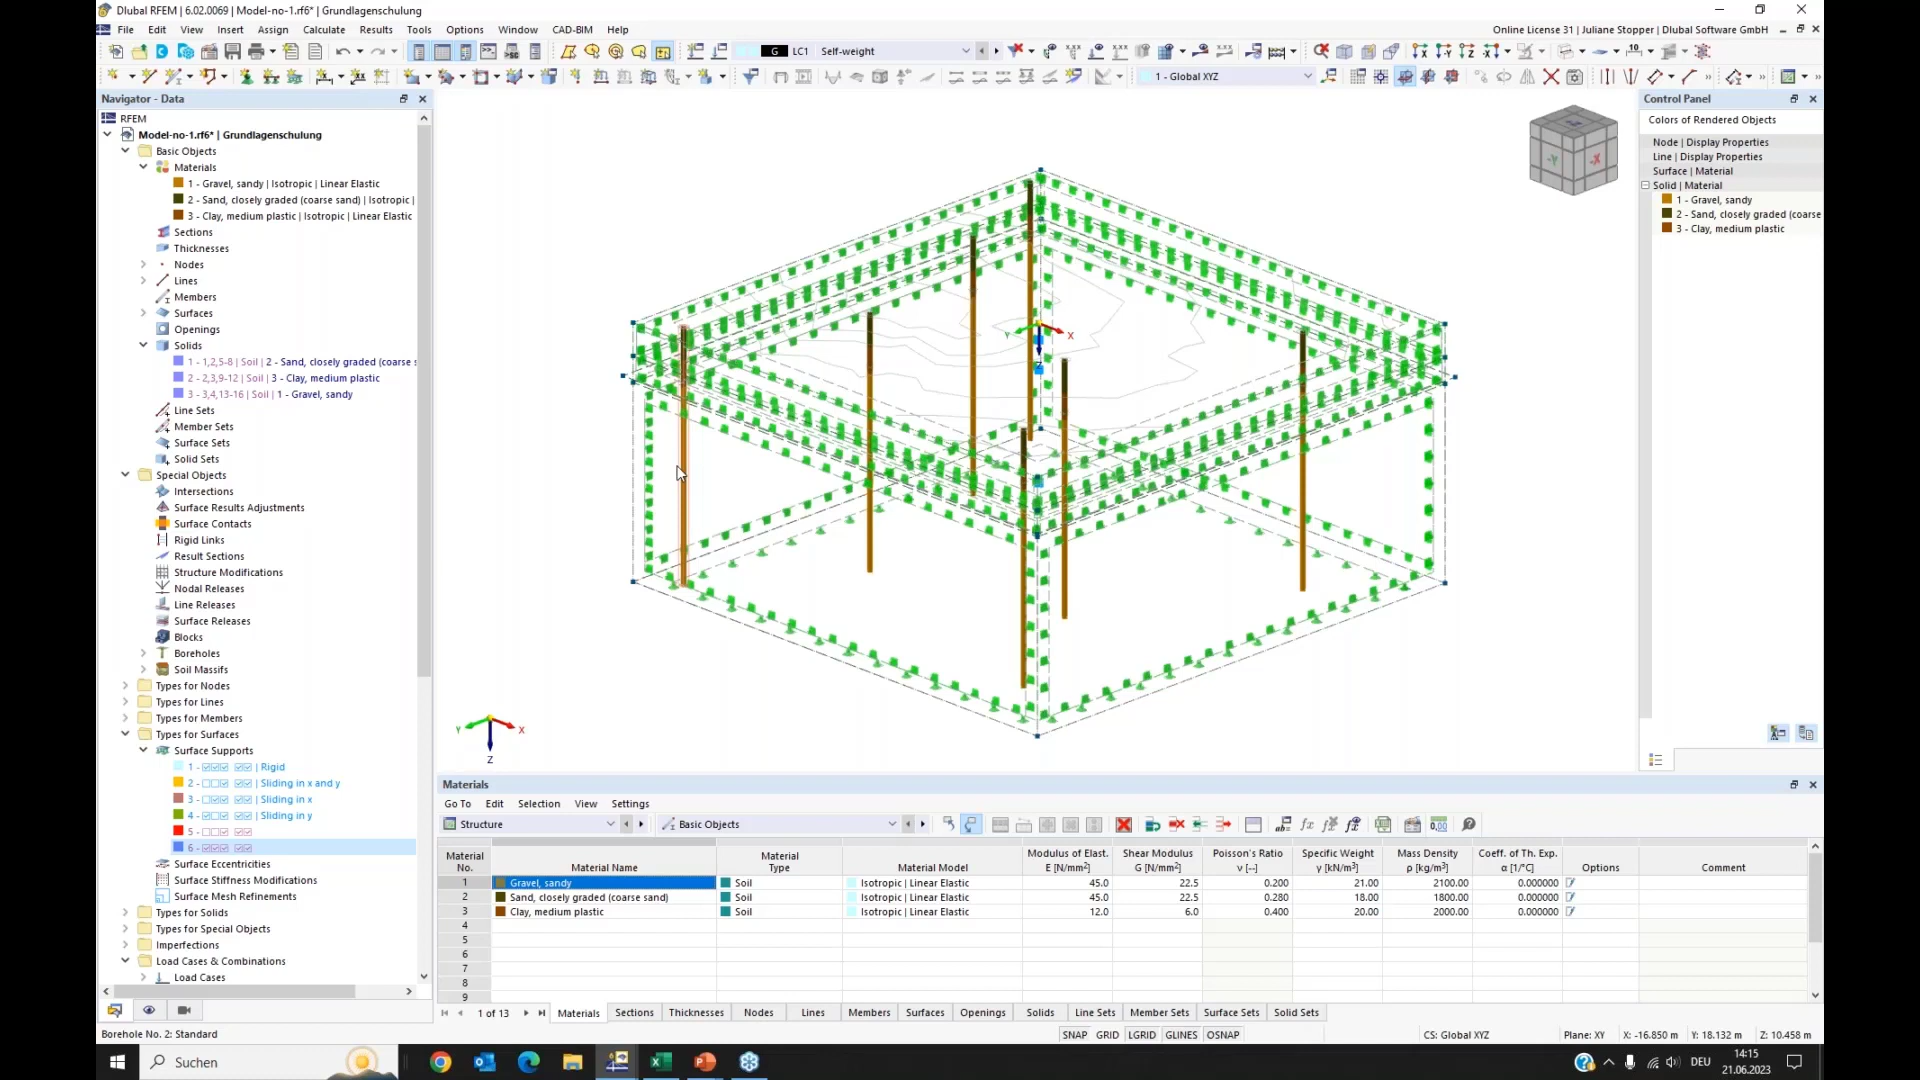 Dlubal RFEM | 6.02.0069 | Model-no-1.rf6* | Grundlagenschulung
File Edit View Insert Assign Calculate Results Tools Options Window CAD-BIM Help
Online License 31 | Juliane Stopper | Dlubal Software GmbH
G LC1 Self-weight
1 - Global XYZ
Navigator - Data
RFEM
Model-no-1.rf6* | Grundlagenschulung
Basic Objects
Materials
1 - Gravel, sandy | Isotropic | Linear Elastic
2 - Sand, closely graded (coarse sand) | Isotropic |
3 - Clay, medium plastic | Isotropic | Linear Elastic
Sections
Thicknesses
Nodes
Lines
Members
Surfaces
Openings
Solids
1 - 1,2,5-8 | Soil | 2 - Sand, closely graded (coarse s
2 - 2,3,9-12 | Soil | 3 - Clay, medium plastic
3 - 3,4,13-16 | Soil | 1 - Gravel, sandy
Line Sets
Member Sets
Surface Sets
Solid Sets
Special Objects
Intersections
Surface Results Adjustments
Surface Contacts
Rigid Links
Result Sections
Structure Modifications
Nodal Releases
Line Releases
Surface Releases
Blocks
Boreholes
Soil Massifs
Types for Nodes
Types for Lines
Types for Members
Types for Surfaces
Surface Supports
1 - | Rigid
2 - | Sliding in x and y
3 - | Sliding in x
4 - | Sliding in y
5 -
6 -
Surface Eccentricities
Surface Stiffness Modifications
Surface Mesh Refinements
Types for Solids
Types for Special Objects
Imperfections
Load Cases & Combinations
Load Cases
Y X
Y X
Z
-Y -X
Control Panel
Colors of Rendered Objects
Node | Display Properties
Line | Display Properties
Surface | Material
Solid | Material
1 - Gravel, sandy
2 - Sand, closely graded (coarse
3 - Clay, medium plastic
Materials
Go To Edit Selection View Settings
Structure
Basic Objects
Material No. Material Name Material Type Material Model Modulus of Elast. E [N/mm²] Shear Modulus G [N/mm²] Poisson's Ratio ν [--] Specific Weight γ [kN/m³] Mass Density ρ [kg/m³] Coeff. of Th. Exp. α [1/°C] Options Comment
1 Gravel, sandy Soil Isotropic | Linear Elastic 45.0 22.5 0.200 21.00 2100.00 0.000000
2 Sand, closely graded (coarse sand) Soil Isotropic | Linear Elastic 45.0 22.5 0.280 18.00 1800.00 0.000000
3 Clay, medium plastic Soil Isotropic | Linear Elastic 12.0 6.0 0.400 20.00 2000.00 0.000000
4
5
6
7
8
9
1 of 13 Materials Sections Thicknesses Nodes Lines Members Surfaces Openings Solids Line Sets Member Sets Surface Sets Solid Sets
Borehole No. 2: Standard
SNAP GRID LGRID GLINES OSNAP
CS: Global XYZ Plane: XY X: -16.850 m Y: 18.132 m Z: 10.458 m
Suchen
DEU
14:15
21.06.2023